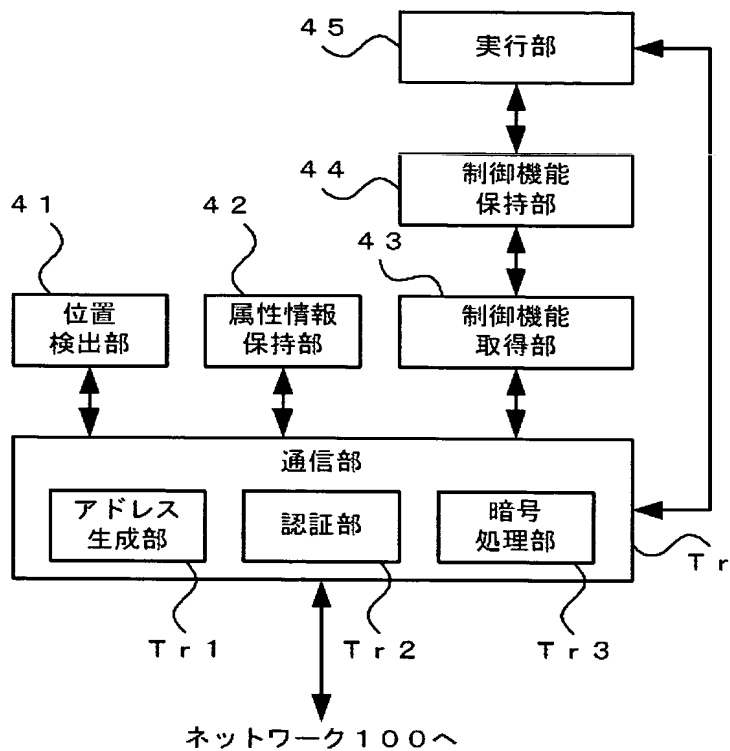 ４５
実行部
４４
制御機能
保持部
４１
４２
４３
位置
検出部
属性情報
保持部
制御機能
取得部
通信部
アドレス
生成部
認証部
暗号
処理部
Ｔｒ
Ｔｒ１
Ｔｒ２
Ｔｒ３
ネットワーク１００へ